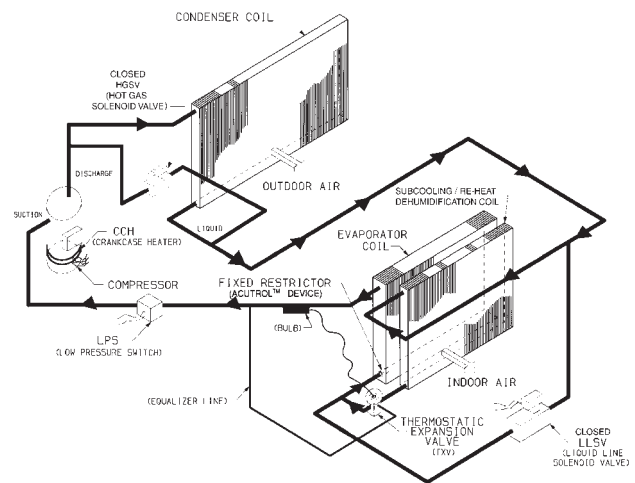 CONDENSER COIL
CLOSED
HGSV
(HOT GAS
SOLENOID VALVE)
DISCHARGE
OUTDOOR AIR
SUBCOOLING / RE-HEAT
DEHUMIDIFICATION COIL
SUCTION
LIQUID
EVAPORATOR
COIL
CCH
(CRANKCASE HEATER)
COMPRESSOR
FIXED RESTRICTOR
(ACUTROL™ DEVICE)
(BULB)
LPS
(LOW PRESSURE SWITCH)
INDOOR AIR
(EQUALIZER LINE)
THERMOSTATIC
EXPANSION
VALVE
(TXV)
CLOSED
LLSV
(LIQUID LINE
SOLENOID VALVE)